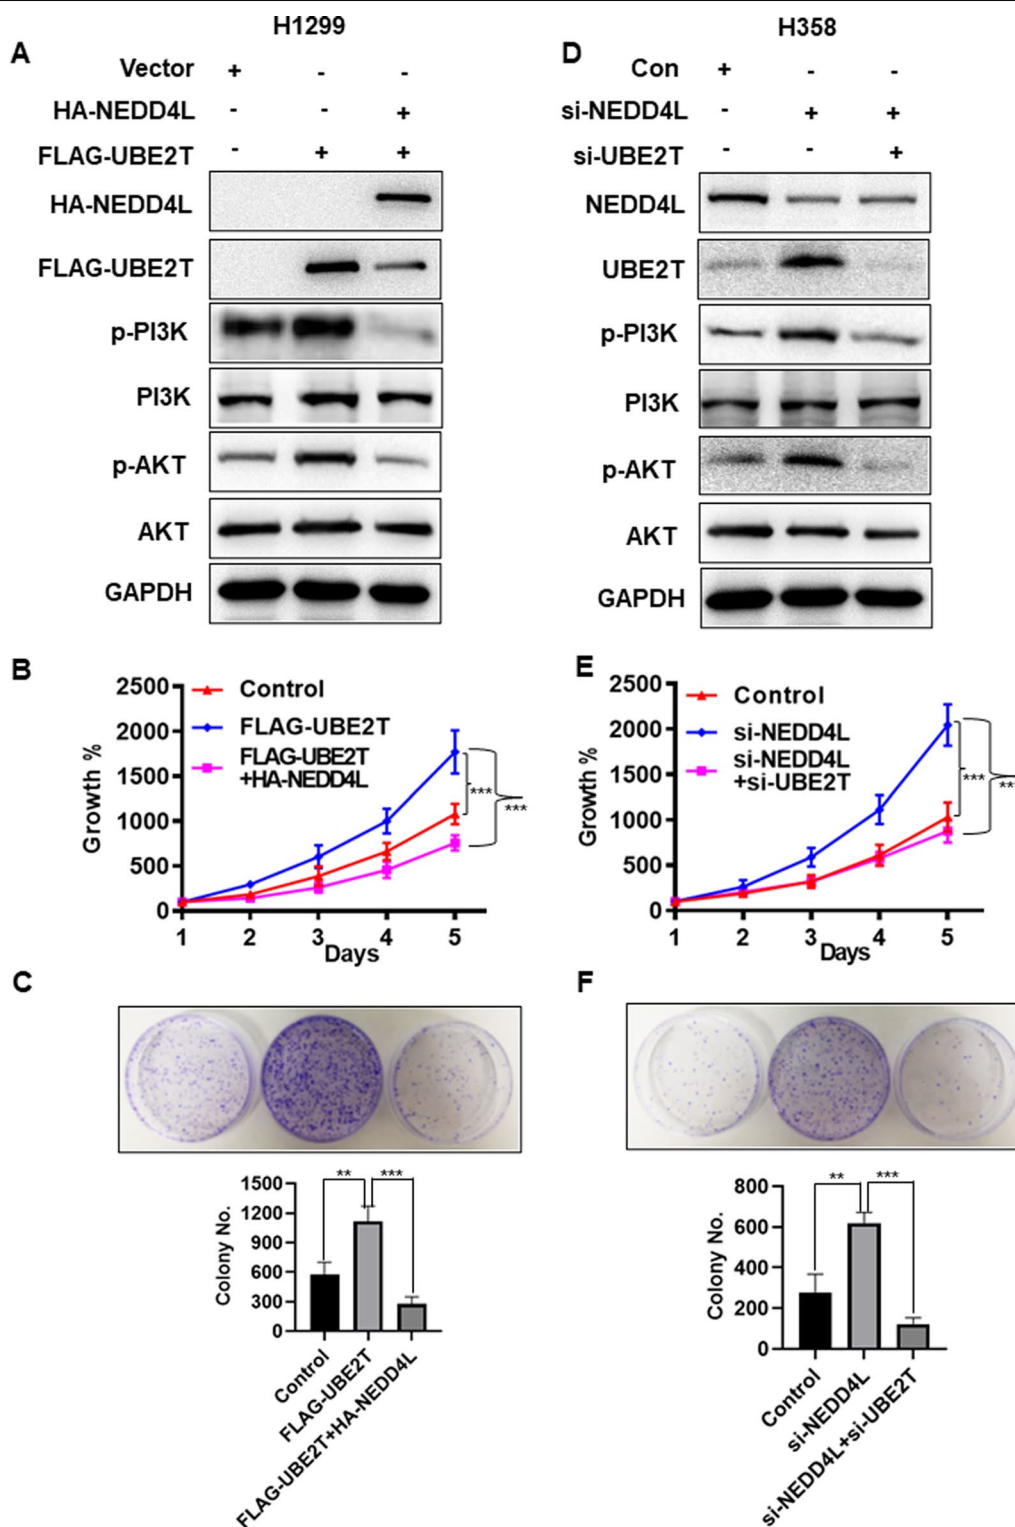 H1299
A
Vector + - -
HA-NEDD4L - - +
FLAG-UBE2T - + +
HA-NEDD4L
FLAG-UBE2T
p-PI3K
PI3K
p-AKT
AKT
GAPDH
H358
D
Con + - -
si-NEDD4L - + +
si-UBE2T - - +
NEDD4L
UBE2T
p-PI3K
PI3K
p-AKT
AKT
GAPDH
B
Growth %
2500
2000
1500
1000
500
0
Control
FLAG-UBE2T
FLAG-UBE2T
+HA-NEDD4L
***
***
1 2 3 4 5
Days
E
Growth %
2500
2000
1500
1000
500
0
Control
si-NEDD4L
si-NEDD4L
+si-UBE2T
***
1 2 3 4 5
Days
C
Colony No.
1500
1200
900
600
300
0
** ***
Control
FLAG-UBE2T
FLAG-UBE2T+HA-NEDD4L
F
Colony No.
800
600
400
200
0
** ***
Control
si-NEDD4L
si-NEDD4L+si-UBE2T